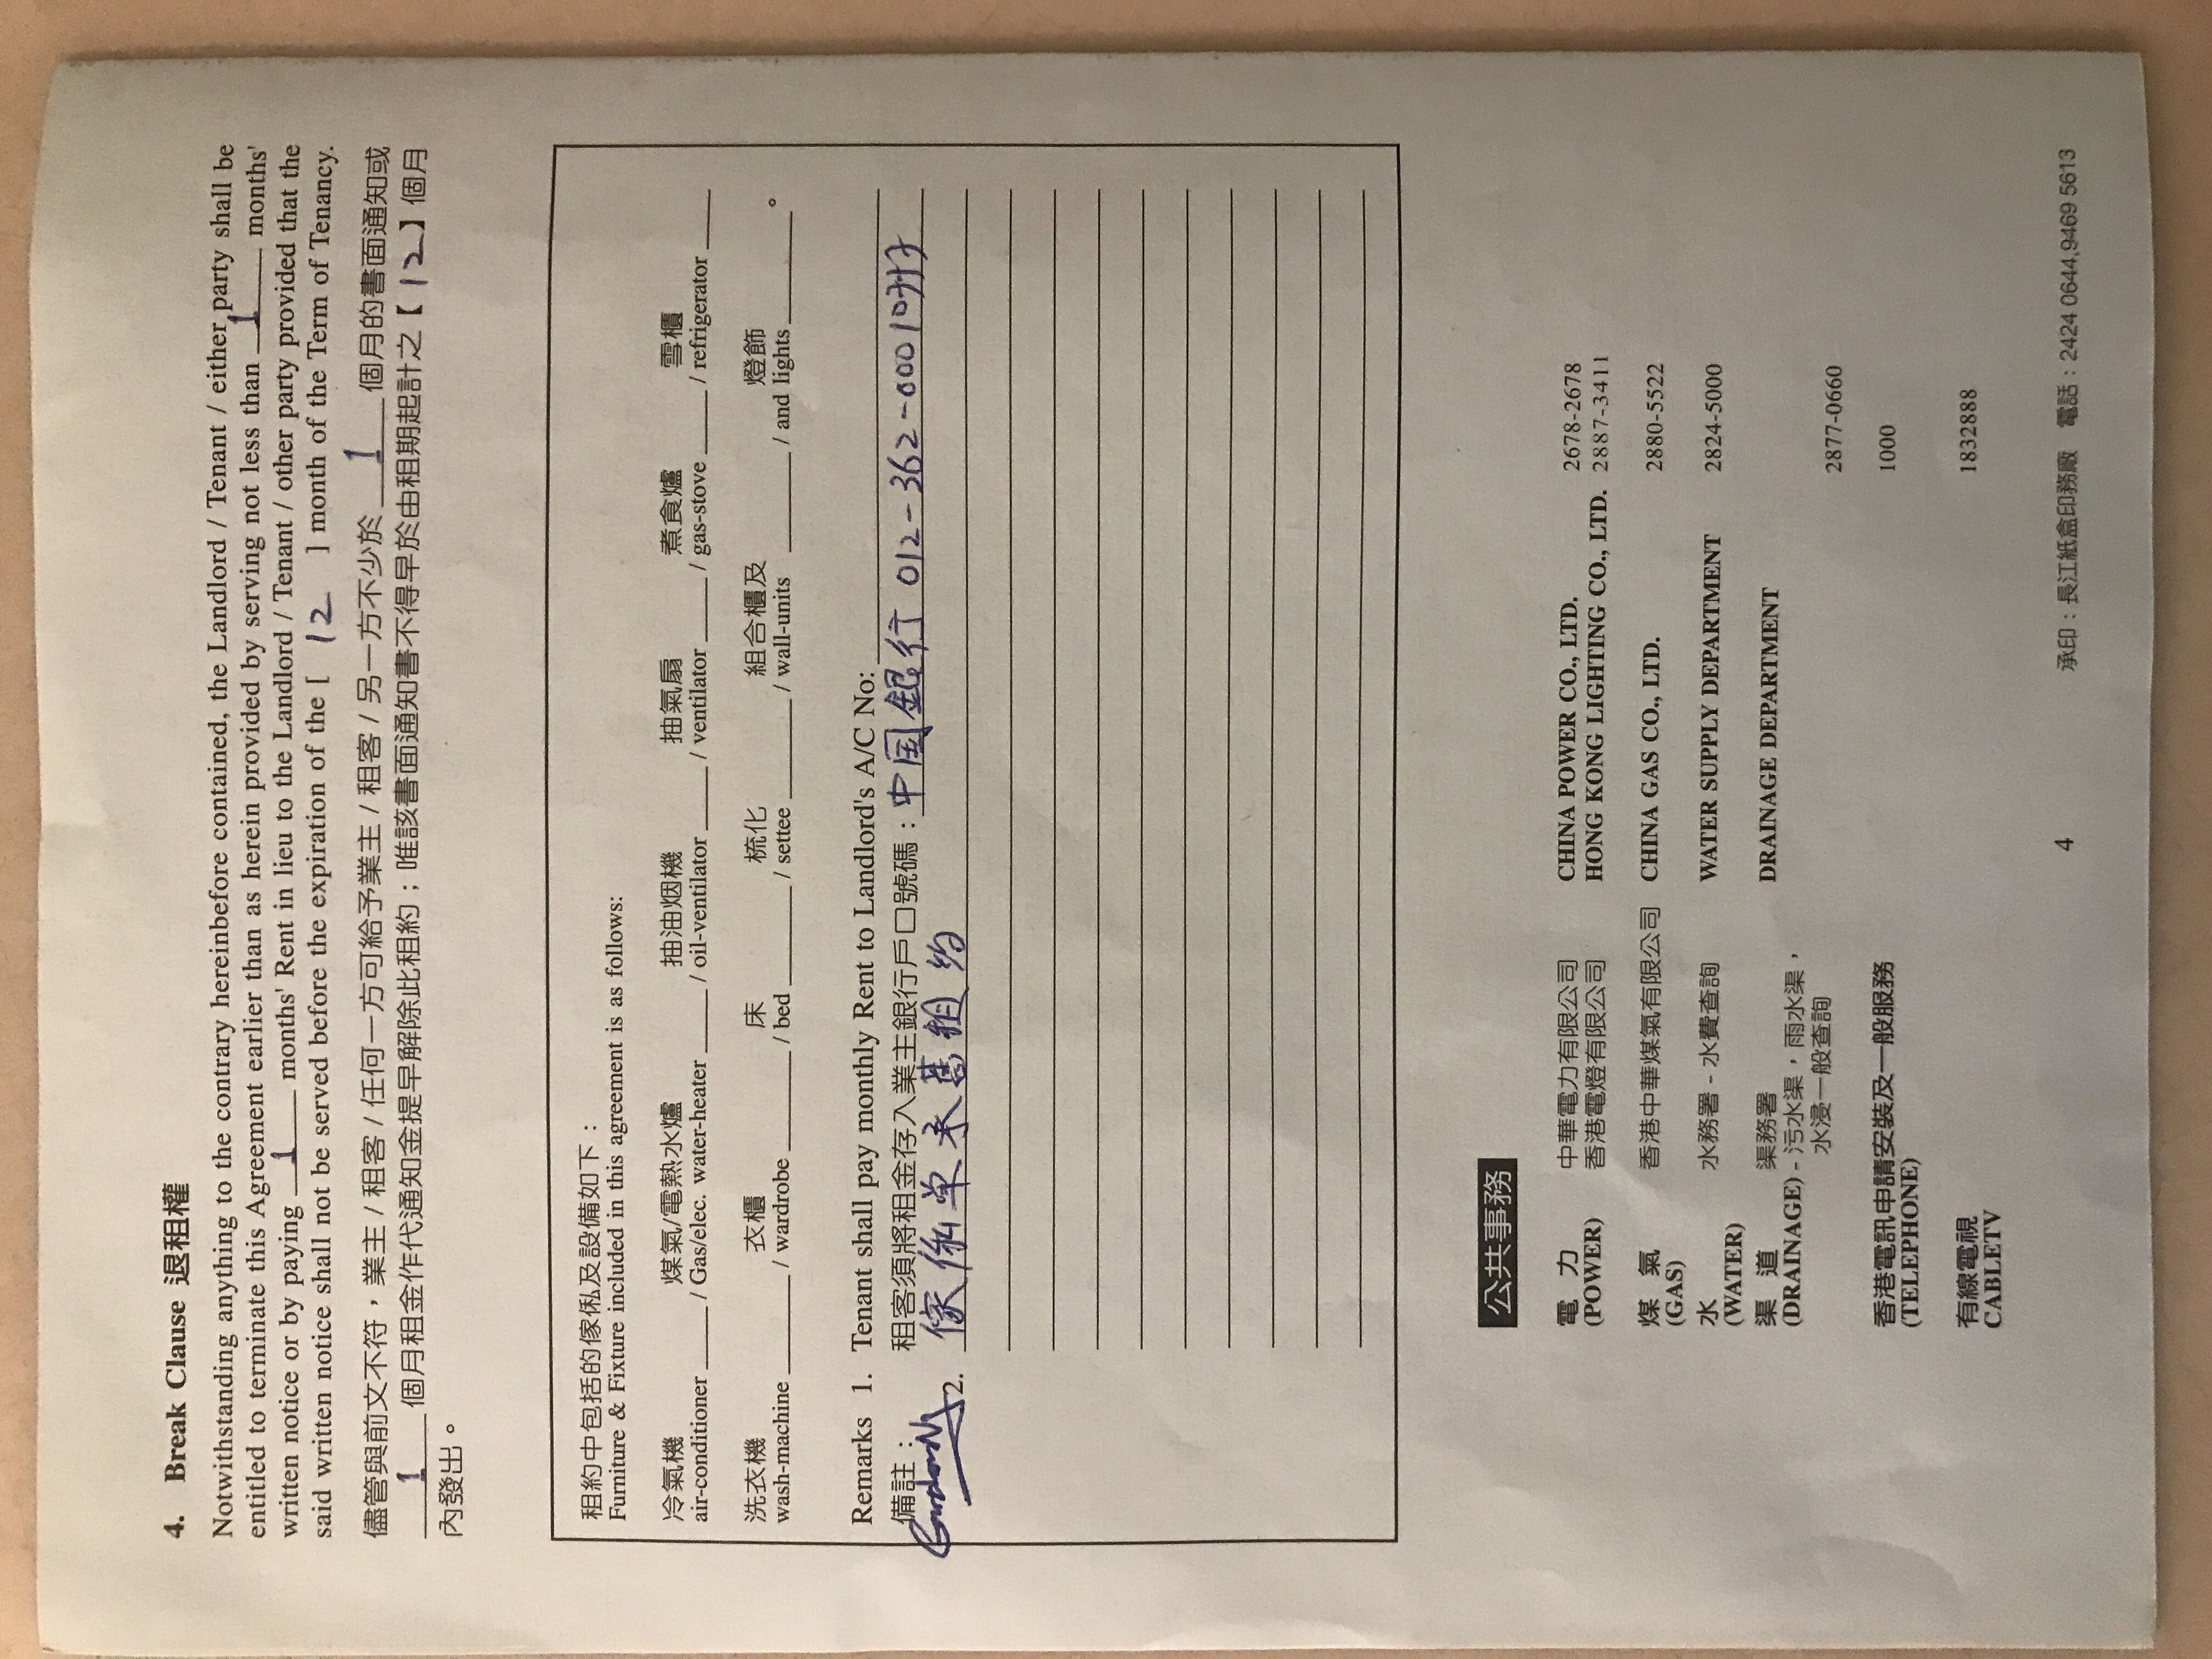 4. Break Clause 退租權
Notwithstanding anything to the contrary hereinbefore contained, the Landlord / Tenant / either party shall be
entitled to terminate this Agreement earlier than as herein provided by serving not less than 1 months'
written notice or by paying 1 months' Rent in lieu to the Landlord / Tenant / other party provided that the
said written notice shall not be served before the expiration of the [ 12 ] month of the Term of Tenancy.
儘管與前文不符，業主 / 租客 / 任何一方可給予業主 / 租客 / 另一方不少於 1 個月的書面通知或
1 個月租金作代通知金提早解除此租約；唯該書面通知書不得早於由租期起計之【12】個月
內發出。
租約中包括的傢俬及設備如下：
Furniture & Fixture included in this agreement is as follows:
冷氣機 煤氣/電熱水爐 抽油烟機 抽氣扇 煮食爐 雪櫃
air-conditioner ____ / Gas/elec. water-heater ____ / oil-ventilator ____ / ventilator ____ / gas-stove ____ / refrigerator ____
洗衣機 衣櫃 床 梳化 組合櫃及 燈飾
wash-machine ____ / wardrobe ____ / bed ____ / settee ____ / wall-units ____ / and lights ____ 。
Remarks 1. Tenant shall pay monthly Rent to Landlord's A/C No:
備註： 租客須將租金存入業主銀行戶口號碼：中国銀行 012-362-0001
2. 傢俬单未甚租约
公共事務
電 力 中華電力有限公司 CHINA POWER CO., LTD. 2678-2678
(POWER) 香港電燈有限公司 HONG KONG LIGHTING CO., LTD. 2887-3411
煤 氣 香港中華煤氣有限公司 CHINA GAS CO., LTD. 2880-5522
(GAS)
水 水務署 - 水費查詢 WATER SUPPLY DEPARTMENT 2824-5000
(WATER)
渠 道 渠務署 DRAINAGE DEPARTMENT
(DRAINAGE) - 污水渠，雨水渠，
水浸一般查詢 2877-0660
香港電訊申請安裝及一般服務 1000
(TELEPHONE)
有線電視 1832888
CABLETV
4
承印：長江紙盒印務廠 電話：2424 0644,9469 5613